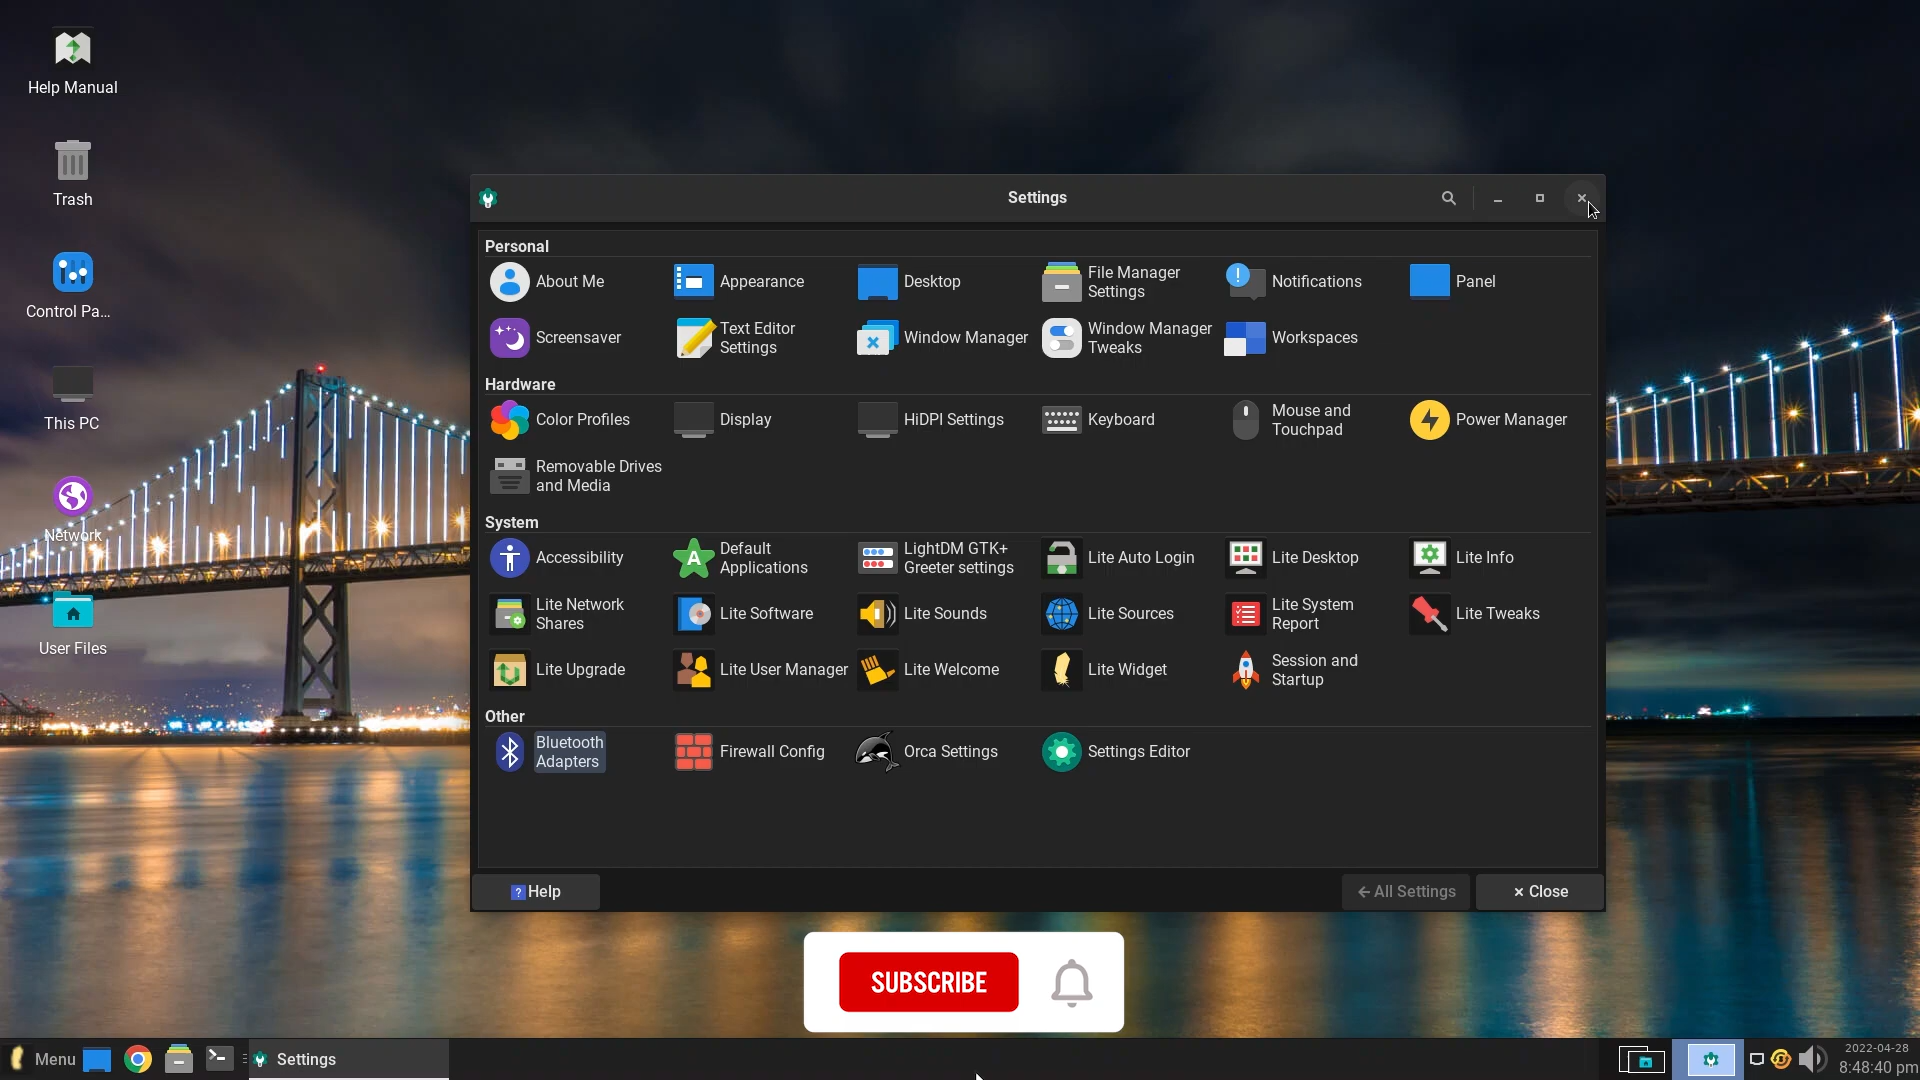 Help Manual
Trash
Control Pa...
This PC
Network
User Files
Settings
Personal
About Me
Appearance
Desktop
File Manager
Settings
Notifications
Panel
Screensaver
Text Editor
Settings
Window Manager
Window Manager
Tweaks
Workspaces
Hardware
Color Profiles
Display
HiDPI Settings
Keyboard
Mouse and
Touchpad
Power Manager
Removable Drives
and Media
System
Accessibility
Default
Applications
LightDM GTK+
Greeter settings
Lite Auto Login
Lite Desktop
Lite Info
Lite Network
Shares
Lite Software
Lite Sounds
Lite Sources
Lite System
Report
Lite Tweaks
Lite Upgrade
Lite User Manager
Lite Welcome
Lite Widget
Session and
Startup
Other
Bluetooth
Adapters
Firewall Config
Orca Settings
Settings Editor
Help
All Settings
Close
SUBSCRIBE
Menu
Settings
2022-04-28
8:48:40 pm